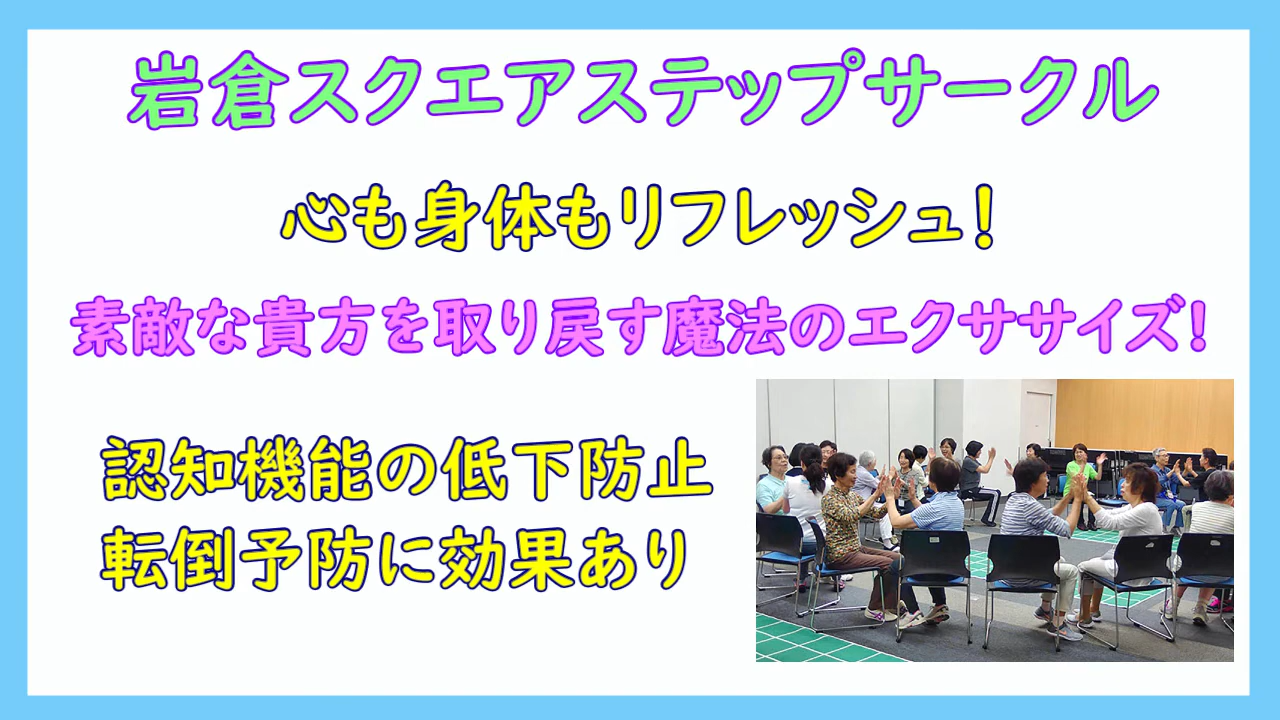 岩倉スクエアステップサークル
心も身体もリフレッシュ！
素敵な貴方を取り戻す魔法のエクササイズ！
認知機能の低下防止
転倒予防に効果あり